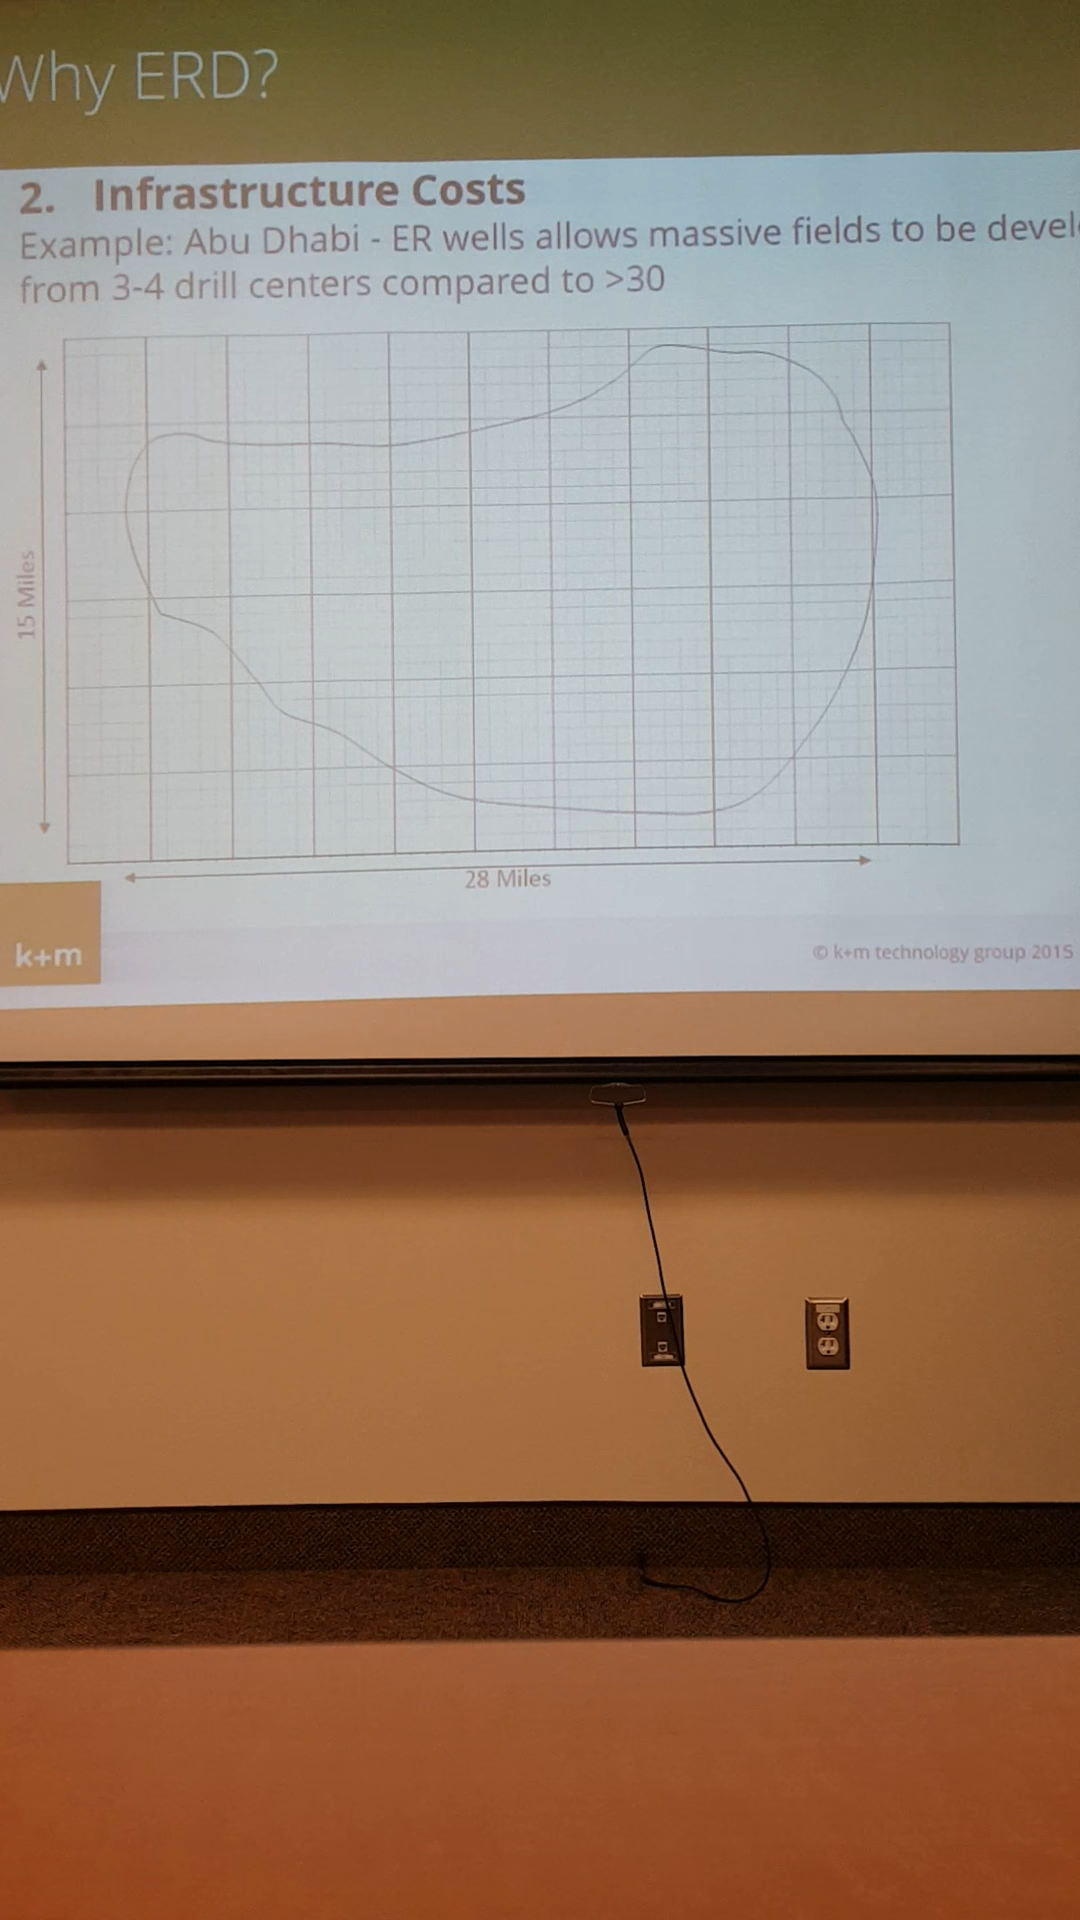 Why ERD?
2. Infrastructure Costs
Example: Abu Dhabi - ER wells allows massive fields to be devel
from 3-4 drill centers compared to >30
15 Miles
28 Miles
k+m
© k+m technology group 2015